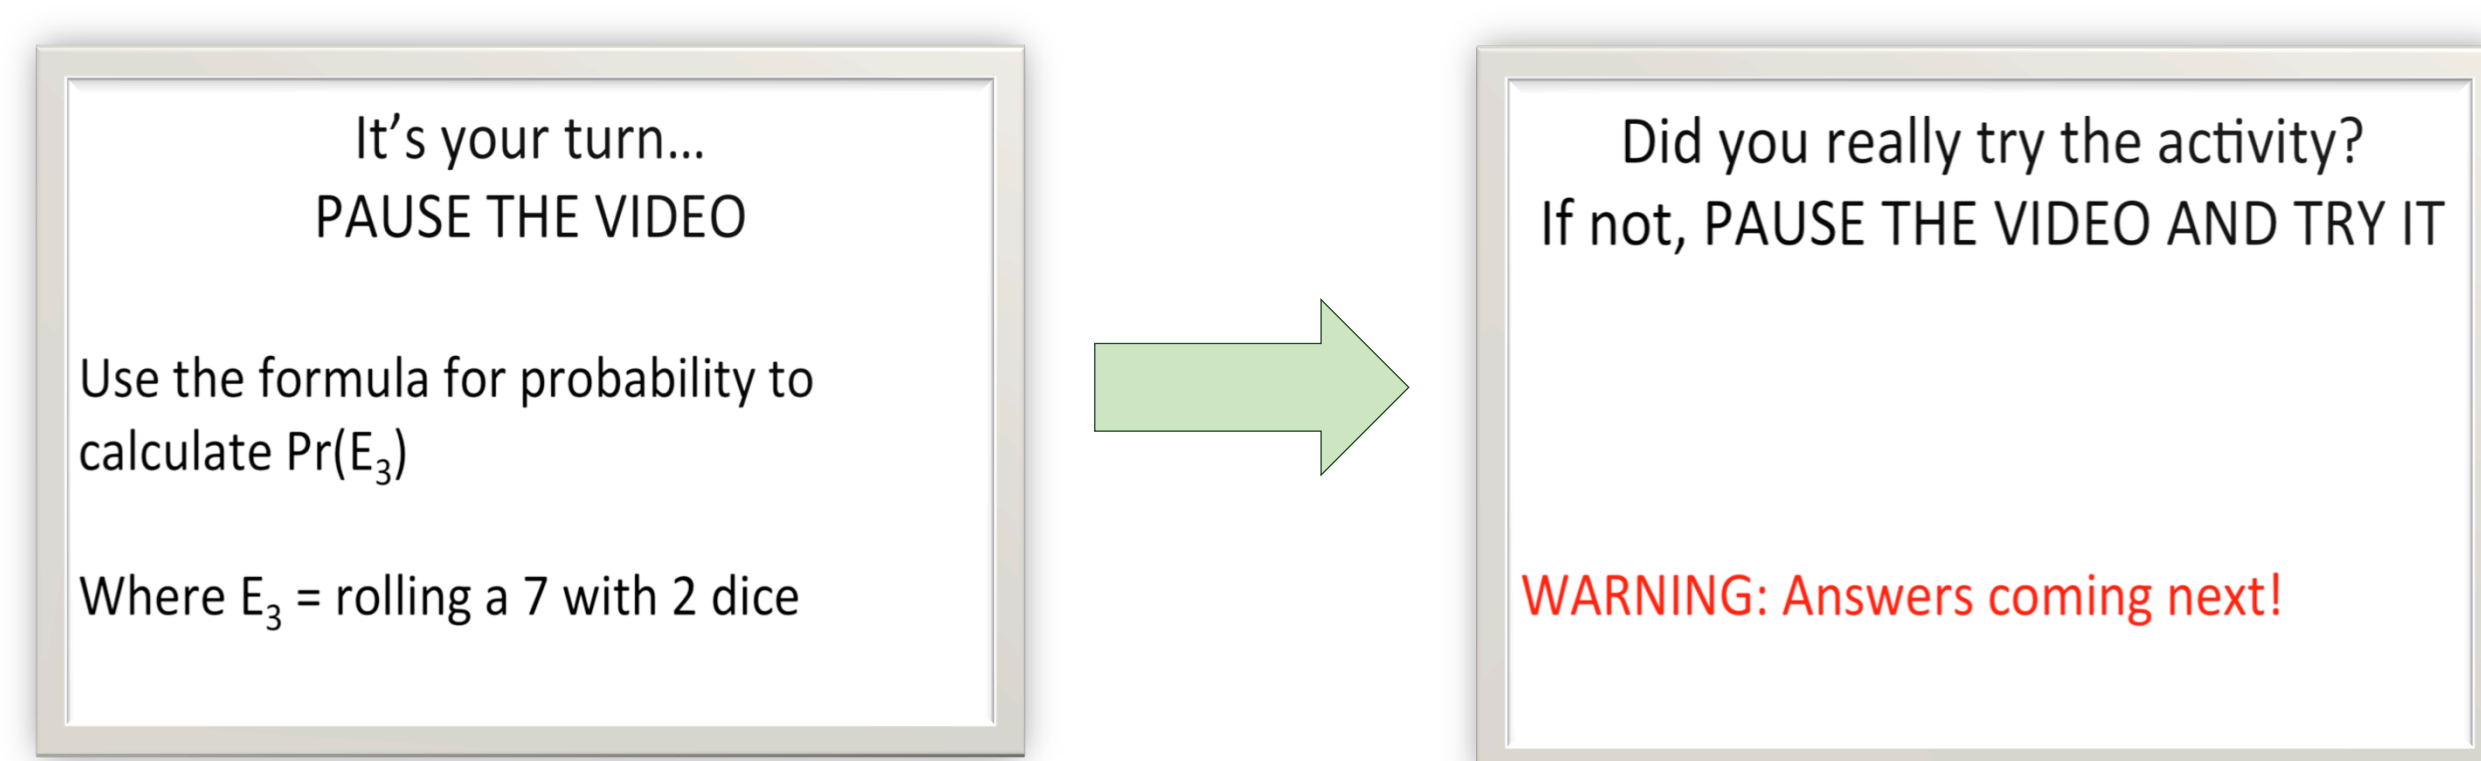 It’s your turn…
PAUSE THE VIDEO
Use the formula for probability to
calculate Pr(E₃)
Where E₃ = rolling a 7 with 2 dice
Did you really try the activity?
If not, PAUSE THE VIDEO AND TRY IT
WARNING: Answers coming next!